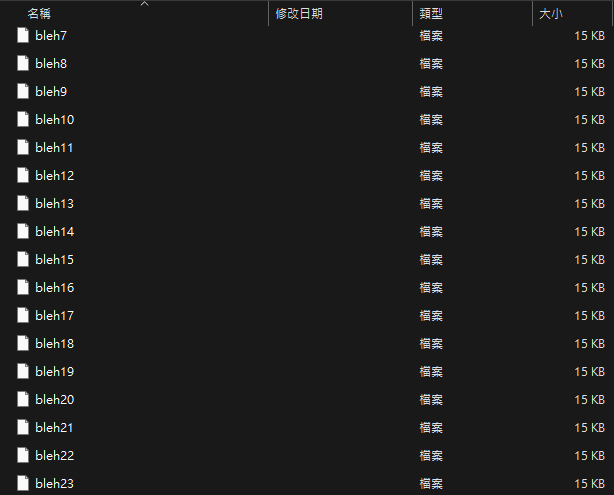 名稱 修改日期 類型 大小
bleh7 檔案 15 KB
bleh8 檔案 15 KB
bleh9 檔案 15 KB
bleh10 檔案 15 KB
bleh11 檔案 15 KB
bleh12 檔案 15 KB
bleh13 檔案 15 KB
bleh14 檔案 15 KB
bleh15 檔案 15 KB
bleh16 檔案 15 KB
bleh17 檔案 15 KB
bleh18 檔案 15 KB
bleh19 檔案 15 KB
bleh20 檔案 15 KB
bleh21 檔案 15 KB
bleh22 檔案 15 KB
bleh23 檔案 15 KB